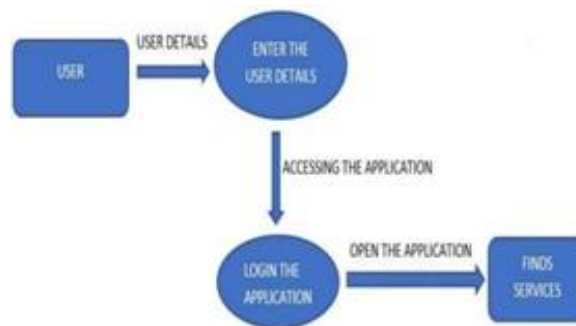 USER DETAILS
USER
ENTER THE
USER DETAILS
ACCESSING THE APPLICATION
LOGIN THE
APPLICATION
OPEN THE APPLICATION
FINDS
SERVICES